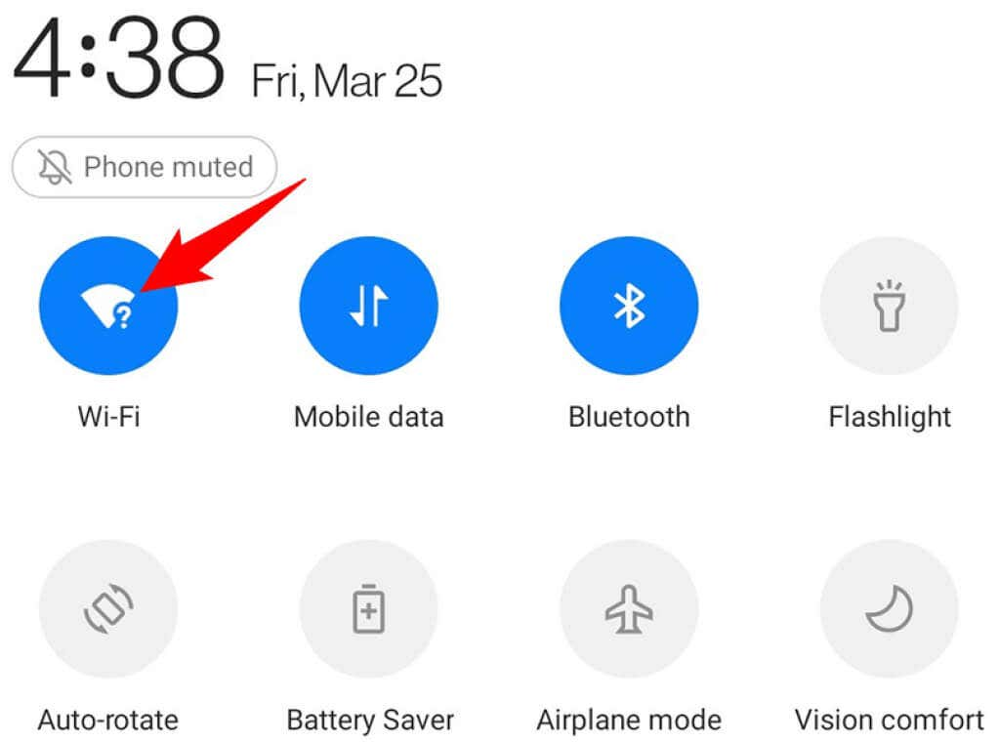 4:38 Fri, Mar 25
Phone muted
?
Wi-Fi Mobile data Bluetooth Flashlight
Auto-rotate Battery Saver Airplane mode Vision comfort